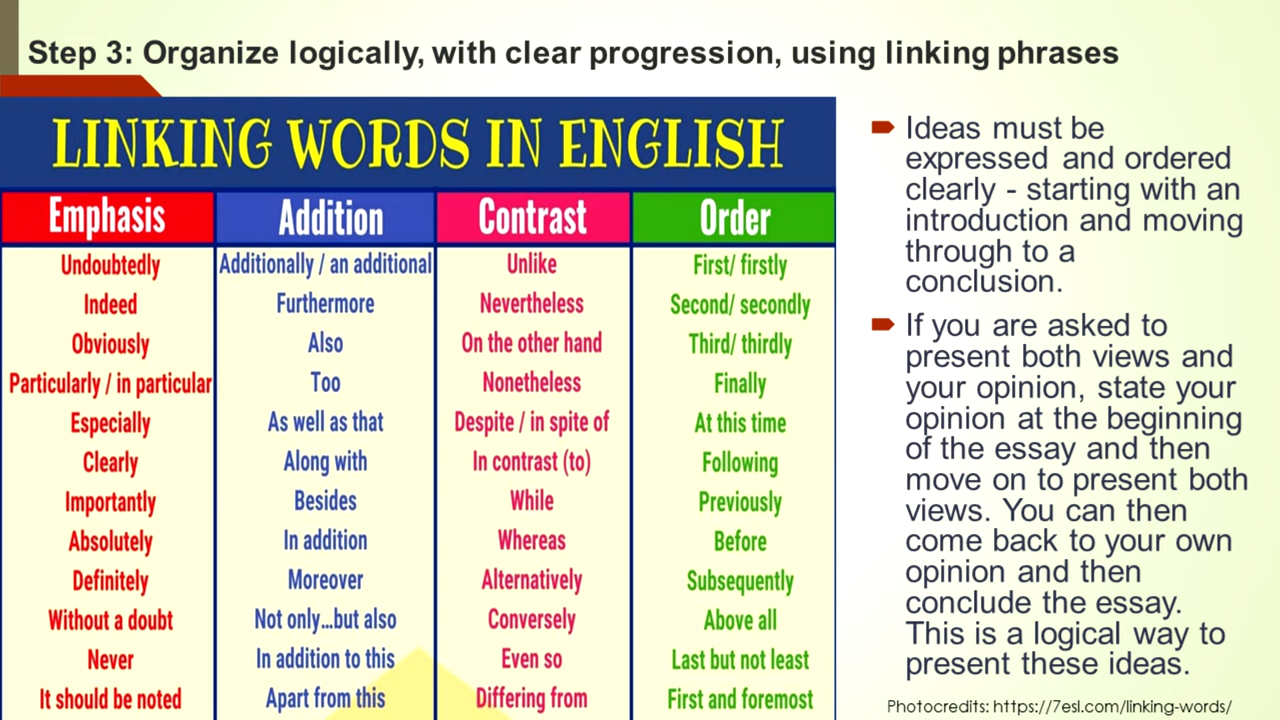 Step 3: Organize logically, with clear progression, using linking phrases
LINKING WORDS IN ENGLISH
Emphasis Addition Contrast Order
Undoubtedly Additionally / an additional Unlike First/ firstly
Indeed Furthermore Nevertheless Second/ secondly
Obviously Also On the other hand Third/ thirdly
Particularly / in particular Too Nonetheless Finally
Especially As well as that Despite / in spite of At this time
Clearly Along with In contrast (to) Following
Importantly Besides While Previously
Absolutely In addition Whereas Before
Definitely Moreover Alternatively Subsequently
Without a doubt Not only...but also Conversely Above all
Never In addition to this Even so Last but not least
It should be noted Apart from this Differing from First and foremost
Ideas must be
expressed and ordered
clearly - starting with an
introduction and moving
through to a
conclusion.
If you are asked to
present both views and
your opinion, state your
opinion at the beginning
of the essay and then
move on to present both
views. You can then
come back to your own
opinion and then
conclude the essay.
This is a logical way to
present these ideas.
Photocredits: https://7esl.com/linking-words/